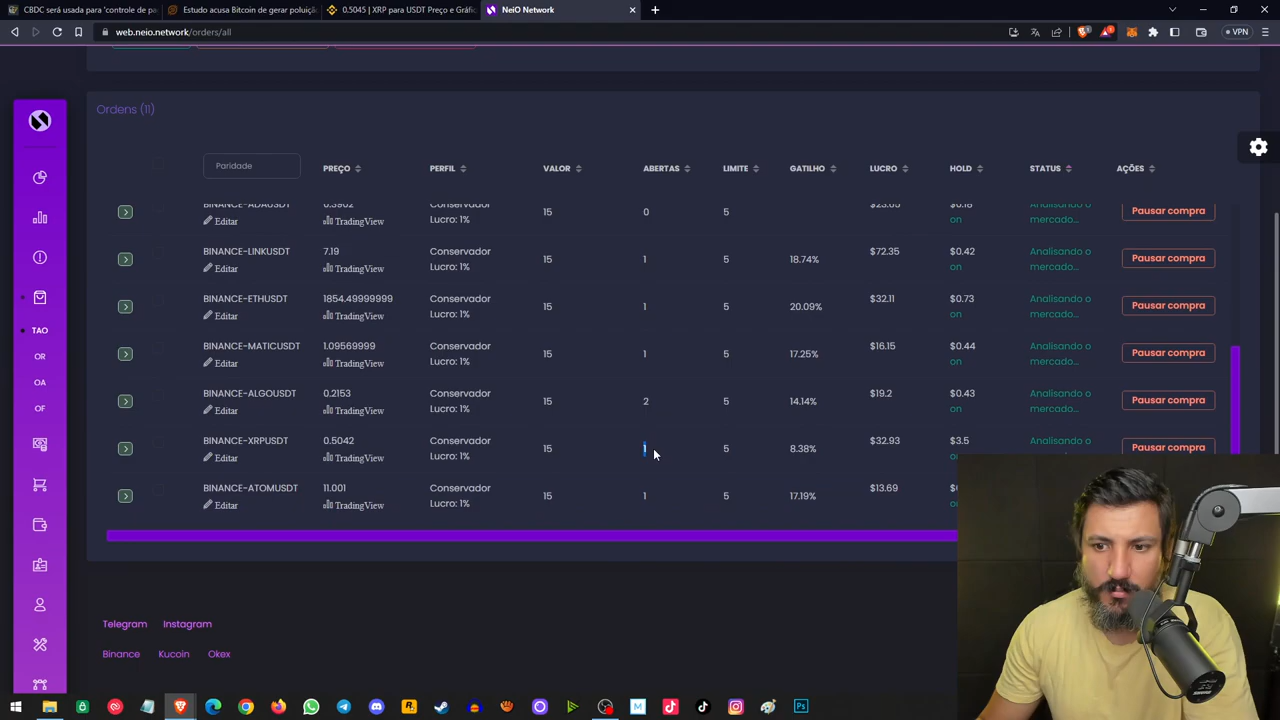 CBDC será usada para 'controle de pa
Estudo acusa Bitcoin de gerar poluiçã
0.5045 | XRP para USDT Preço e Gráfic
NeiO Network
web.neio.network/orders/all
VPN
Ordens (11)
Paridade
PREÇO
PERFIL
VALOR
ABERTAS
LIMITE
GATILHO
LUCRO
HOLD
STATUS
AÇÕES
Editar
TradingView
Lucro: 1%
15
0
5
on
mercado...
Pausar compra
BINANCE-LINKUSDT
7.19
Conservador
$72.35
$0.42
Analisando o
Editar
TradingView
Lucro: 1%
15
1
5
18.74%
on
mercado...
Pausar compra
BINANCE-ETHUSDT
1854.49999999
Conservador
$32.11
$0.73
Analisando o
Editar
TradingView
Lucro: 1%
15
1
5
20.09%
on
mercado...
Pausar compra
BINANCE-MATICUSDT
1.09569999
Conservador
$16.15
$0.44
Analisando o
Editar
TradingView
Lucro: 1%
15
1
5
17.25%
on
mercado...
Pausar compra
BINANCE-ALGOUSDT
0.2153
Conservador
$19.2
$0.43
Analisando o
Editar
TradingView
Lucro: 1%
15
2
5
14.14%
on
mercado...
Pausar compra
BINANCE-XRPUSDT
0.5042
Conservador
$32.93
$3.5
Analisando o
Editar
TradingView
Lucro: 1%
15
1
5
8.38%
Pausar compra
BINANCE-ATOMUSDT
11.001
Conservador
$13.69
Editar
TradingView
Lucro: 1%
15
1
5
17.19%
on
TAO
OR
OA
OF
Telegram
Instagram
Binance
Kucoin
Okex